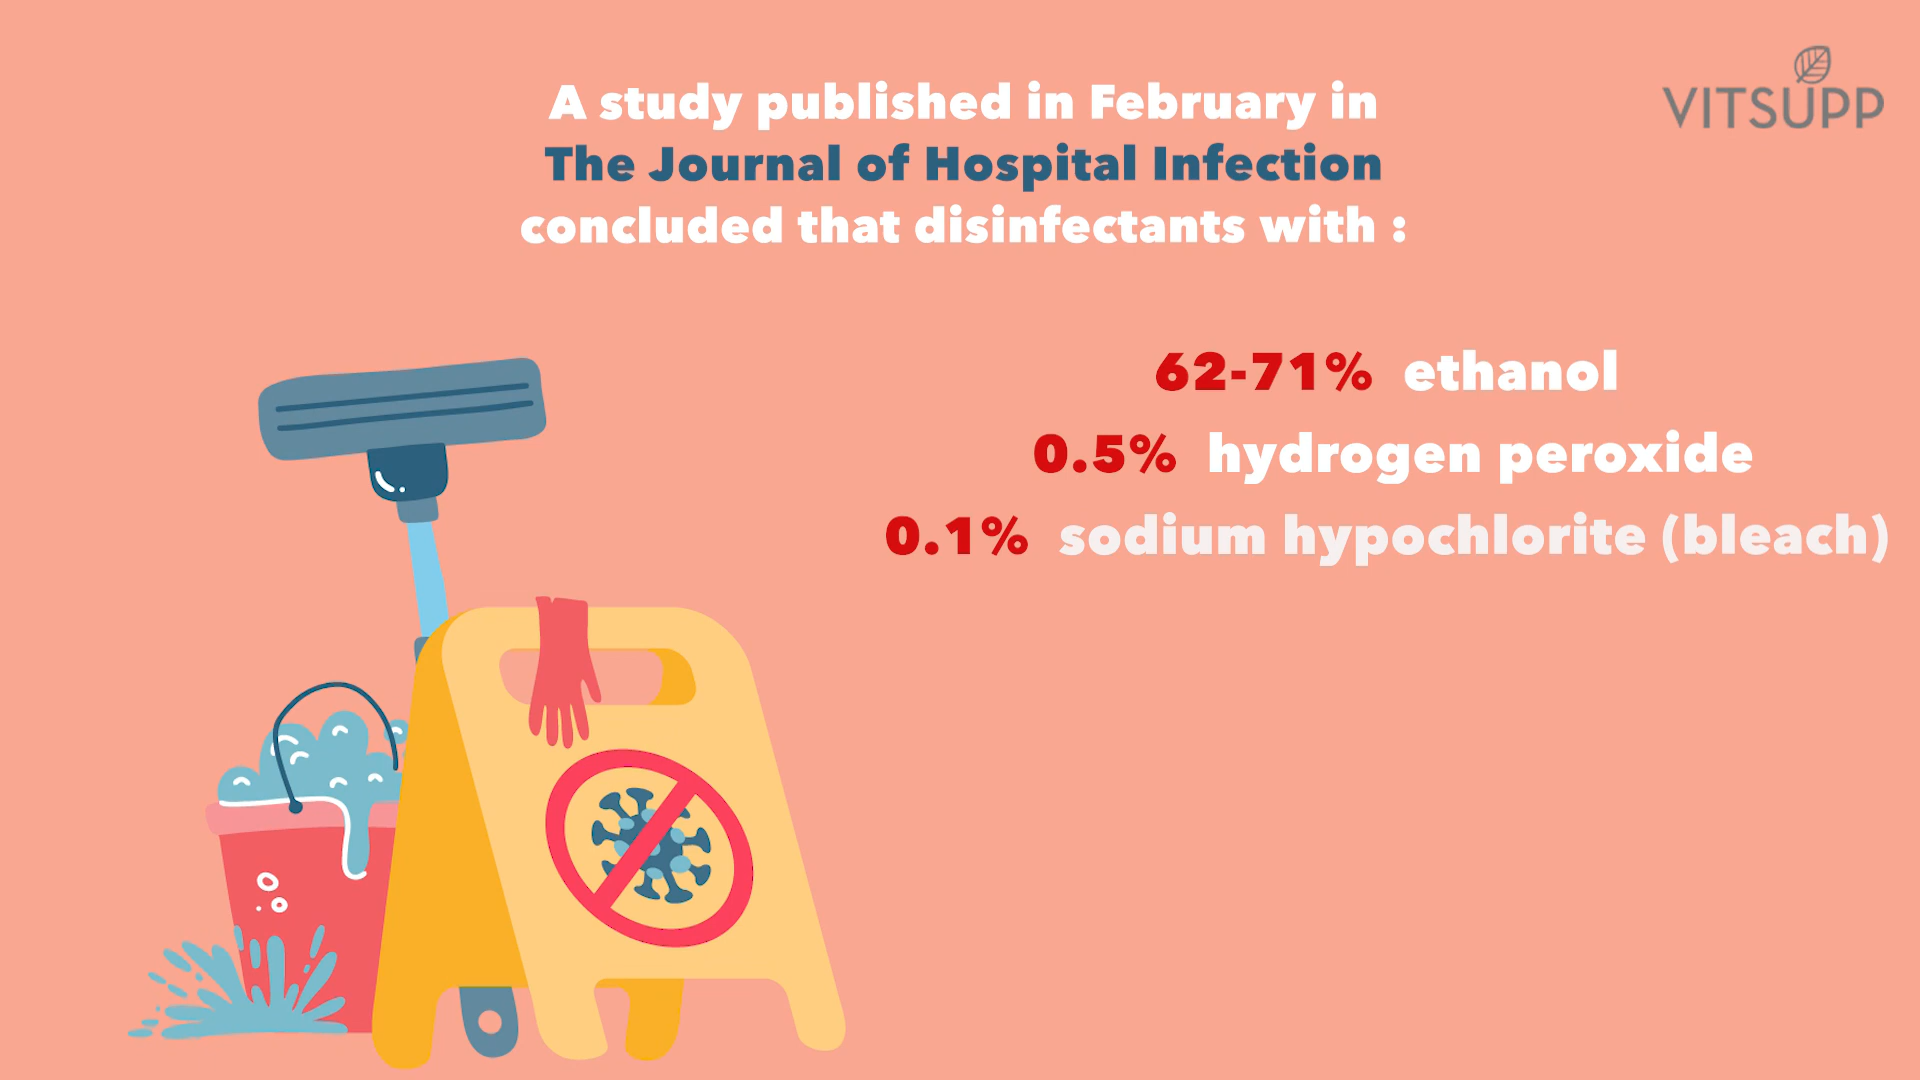 A study published in February in
The Journal of Hospital Infection
concluded that disinfectants with :
VITSUPP
62-71% ethanol
0.5% hydrogen peroxide
0.1% sodium hypochlorite (bleach)